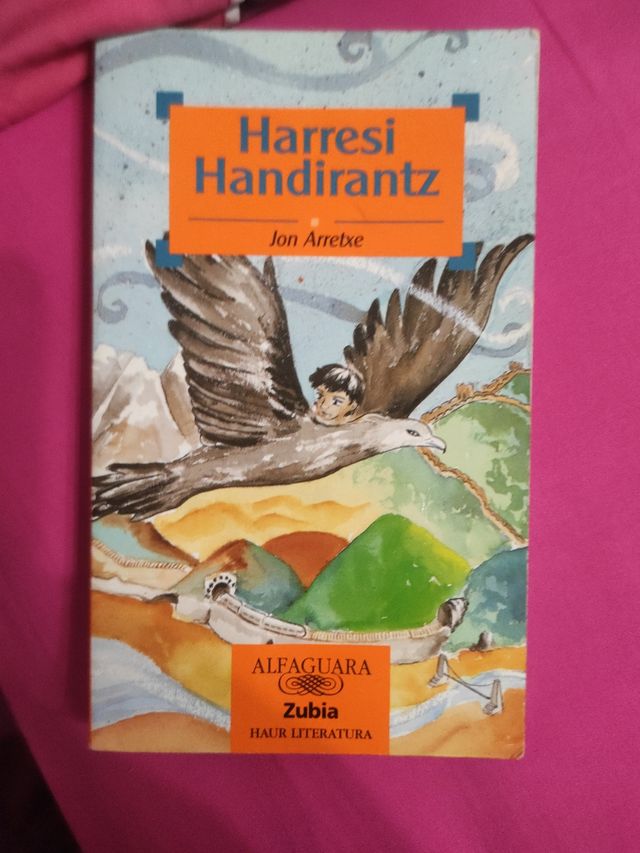 Harresi
Handirantz
Jon Arretxe
ALFAGUARA
Zubia
HAUR LITERATURA